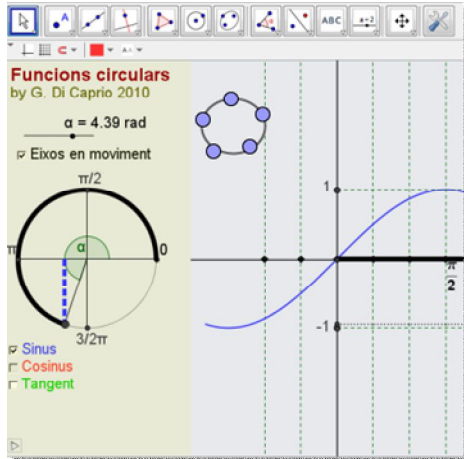 ABC
a=2
Funcions circulars
by G. Di Caprio 2010
α = 4.39 rad
Eixos en moviment
π/2
π
α
0
3/2π
Sinus
Cosinus
Tangent
1
π
2
-1